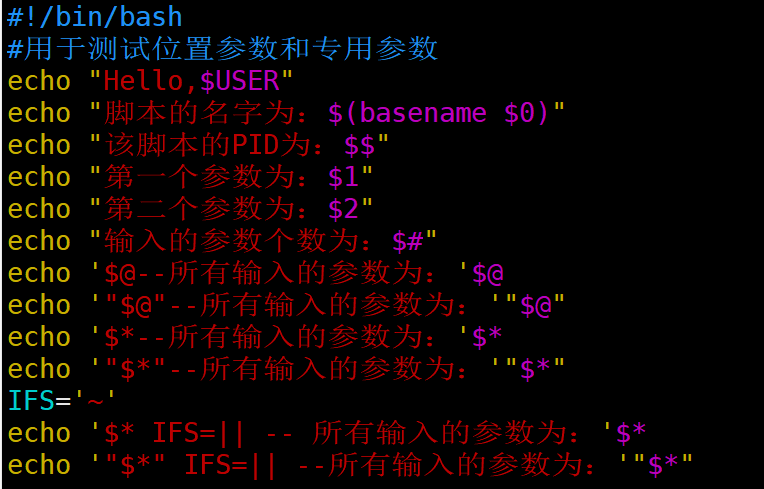 #!/bin/bash
#用于测试位置参数和专用参数
echo "Hello,$USER"
echo "脚本的名字为：$(basename $0)"
echo "该脚本的PID为：$$"
echo "第一个参数为：$1"
echo "第二个参数为：$2"
echo "输入的参数个数为：$#"
echo '$@--所有输入的参数为：'$@
echo '"$@"--所有输入的参数为：'"$@"
echo '$*--所有输入的参数为：'$*
echo '"$*"--所有输入的参数为：'"$*"
IFS='~'
echo '$* IFS=|| -- 所有输入的参数为：'$*
echo '"$*" IFS=|| --所有输入的参数为：'"$*"